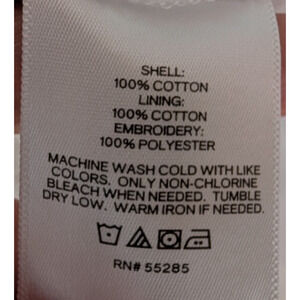 SHELL:
100% COTTON
LINING:
100% COTTON
EMBROIDERY:
100% POLYESTER
MACHINE WASH COLD WITH LIKE
COLORS. ONLY NON-CHLORINE
BLEACH WHEN NEEDED. TUMBLE
DRY LOW. WARM IRON IF NEEDED.
RN# 55285